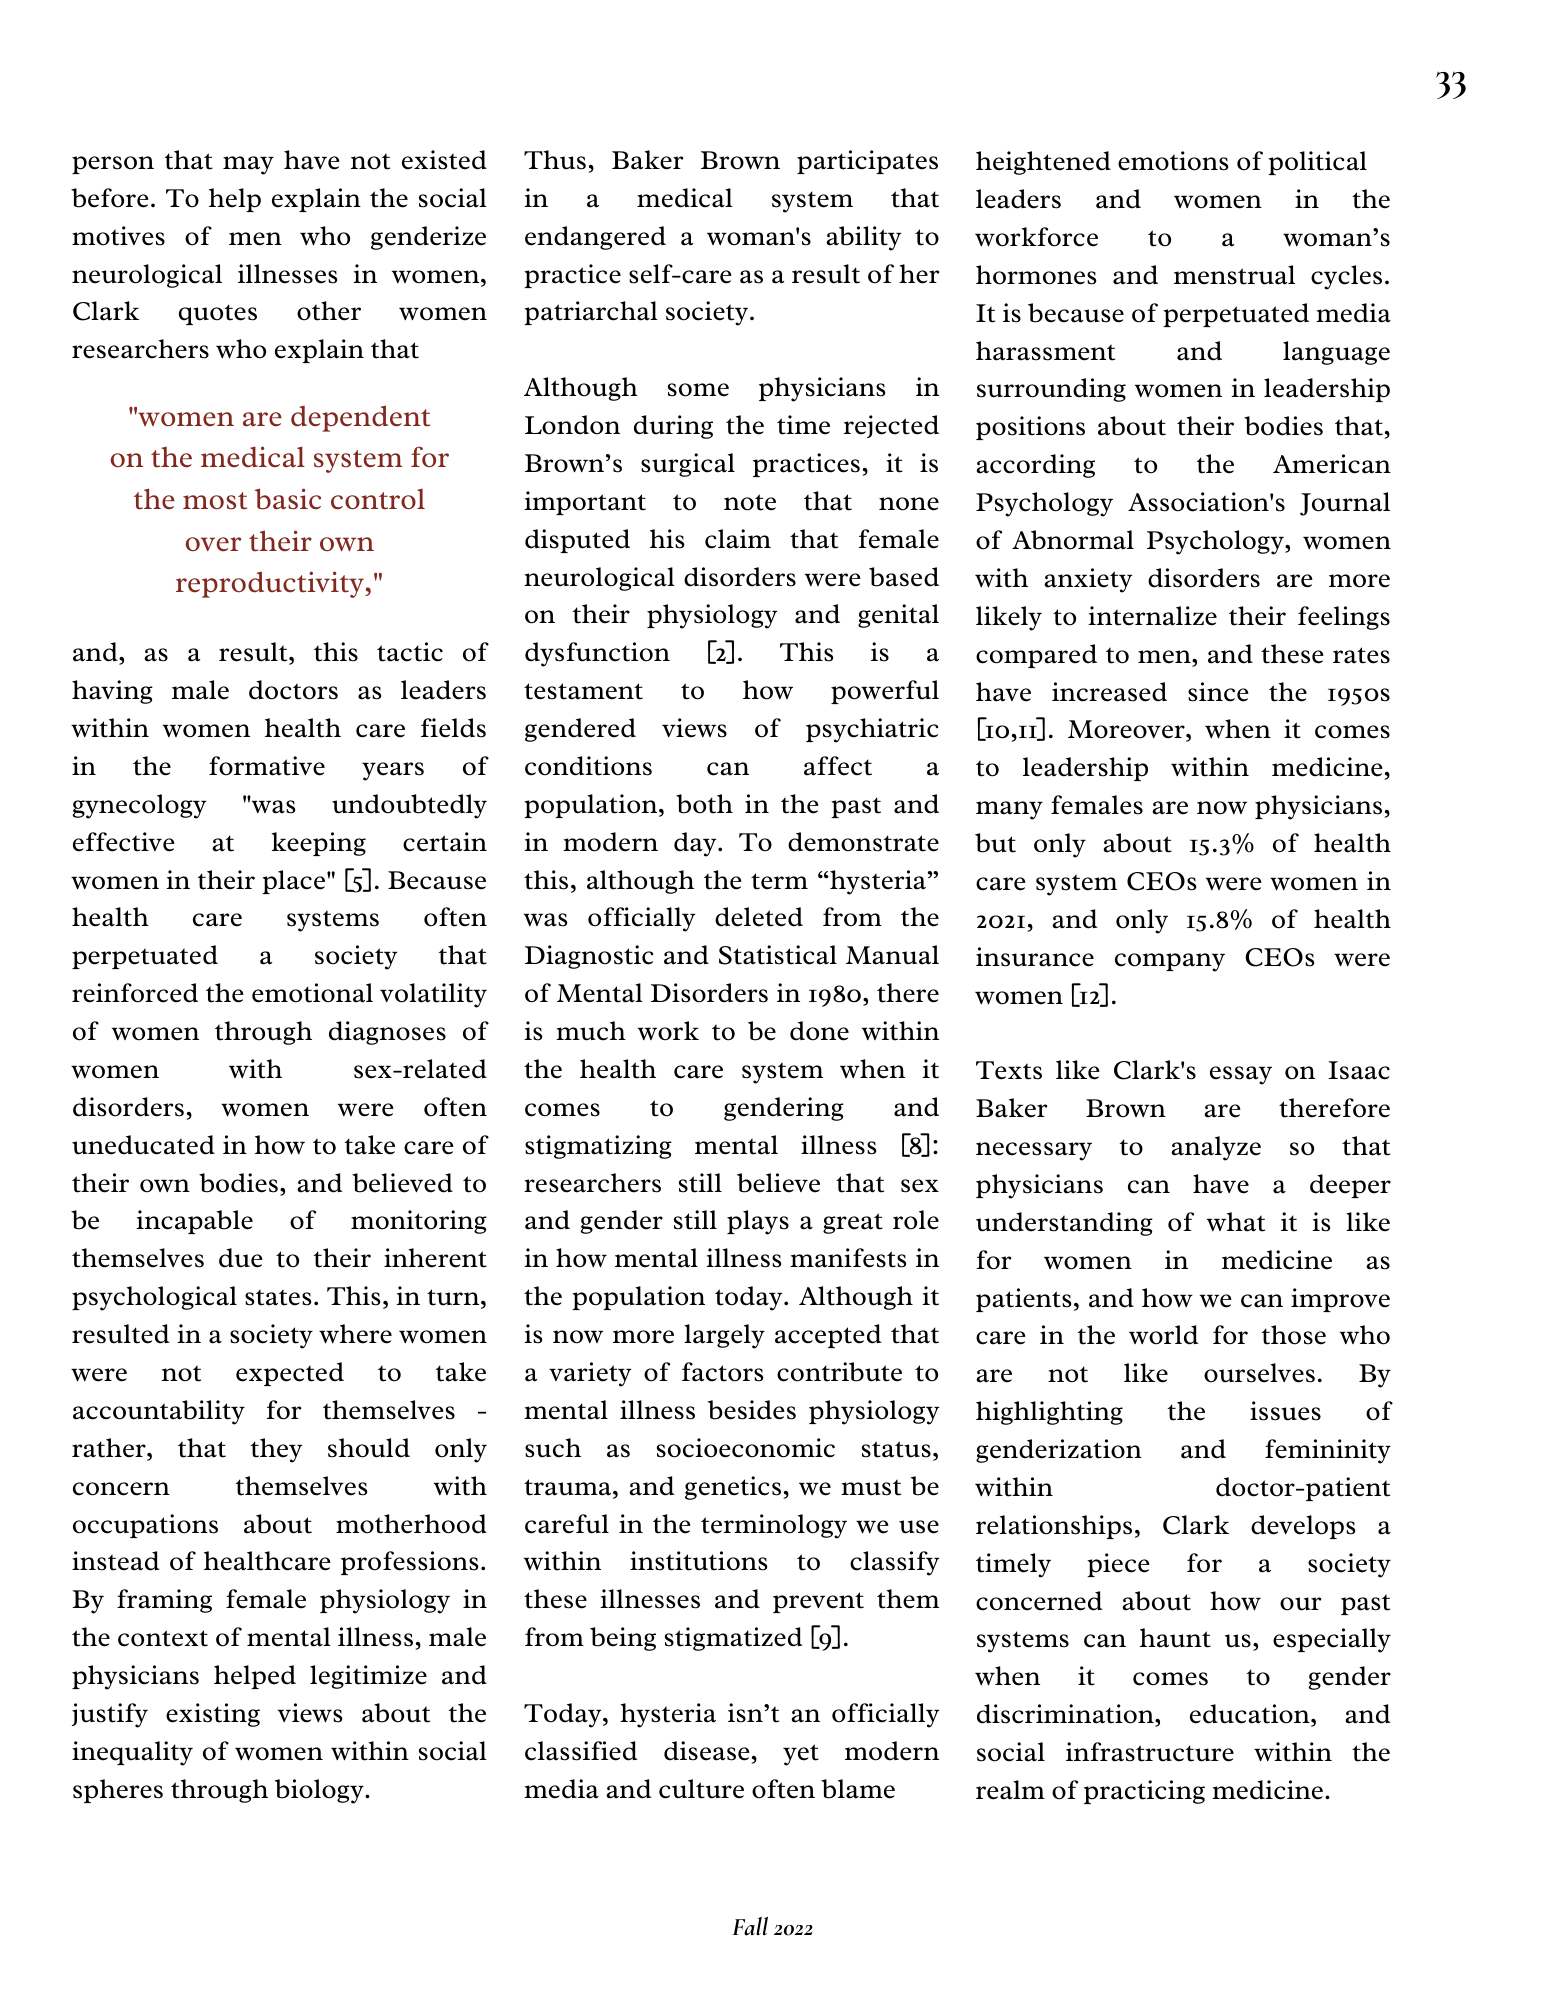 33
person that may have not existed
before. To help explain the social
motives of men who genderize
neurological illnesses in women,
Clark quotes other women
researchers who explain that
"women are dependent
on the medical system for
the most basic control
over their own
reproductivity,"
and, as a result, this tactic of
having male doctors as leaders
within women health care fields
in the formative years of
gynecology "was undoubtedly
effective at keeping certain
women in their place" [5]. Because
health care systems often
perpetuated a society that
reinforced the emotional volatility
of women through diagnoses of
women with sex-related
disorders, women were often
uneducated in how to take care of
their own bodies, and believed to
be incapable of monitoring
themselves due to their inherent
psychological states. This, in turn,
resulted in a society where women
were not expected to take
accountability for themselves -
rather, that they should only
concern themselves with
occupations about motherhood
instead of healthcare professions.
By framing female physiology in
the context of mental illness, male
physicians helped legitimize and
justify existing views about the
inequality of women within social
spheres through biology.
Thus, Baker Brown participates
in a medical system that
endangered a woman's ability to
practice self-care as a result of her
patriarchal society.
Although some physicians in
London during the time rejected
Brown’s surgical practices, it is
important to note that none
disputed his claim that female
neurological disorders were based
on their physiology and genital
dysfunction [2]. This is a
testament to how powerful
gendered views of psychiatric
conditions can affect a
population, both in the past and
in modern day. To demonstrate
this, although the term “hysteria”
was officially deleted from the
Diagnostic and Statistical Manual
of Mental Disorders in 1980, there
is much work to be done within
the health care system when it
comes to gendering and
stigmatizing mental illness [8]:
researchers still believe that sex
and gender still plays a great role
in how mental illness manifests in
the population today. Although it
is now more largely accepted that
a variety of factors contribute to
mental illness besides physiology
such as socioeconomic status,
trauma, and genetics, we must be
careful in the terminology we use
within institutions to classify
these illnesses and prevent them
from being stigmatized [9].
Today, hysteria isn’t an officially
classified disease, yet modern
media and culture often blame
heightened emotions of political
leaders and women in the
workforce to a woman’s
hormones and menstrual cycles.
It is because of perpetuated media
harassment and language
surrounding women in leadership
positions about their bodies that,
according to the American
Psychology Association's Journal
of Abnormal Psychology, women
with anxiety disorders are more
likely to internalize their feelings
compared to men, and these rates
have increased since the 1950s
[10,11]. Moreover, when it comes
to leadership within medicine,
many females are now physicians,
but only about 15.3% of health
care system CEOs were women in
2021, and only 15.8% of health
insurance company CEOs were
women [12].
Texts like Clark's essay on Isaac
Baker Brown are therefore
necessary to analyze so that
physicians can have a deeper
understanding of what it is like
for women in medicine as
patients, and how we can improve
care in the world for those who
are not like ourselves. By
highlighting the issues of
genderization and femininity
within doctor-patient
relationships, Clark develops a
timely piece for a society
concerned about how our past
systems can haunt us, especially
when it comes to gender
discrimination, education, and
social infrastructure within the
realm of practicing medicine.
Fall 2022